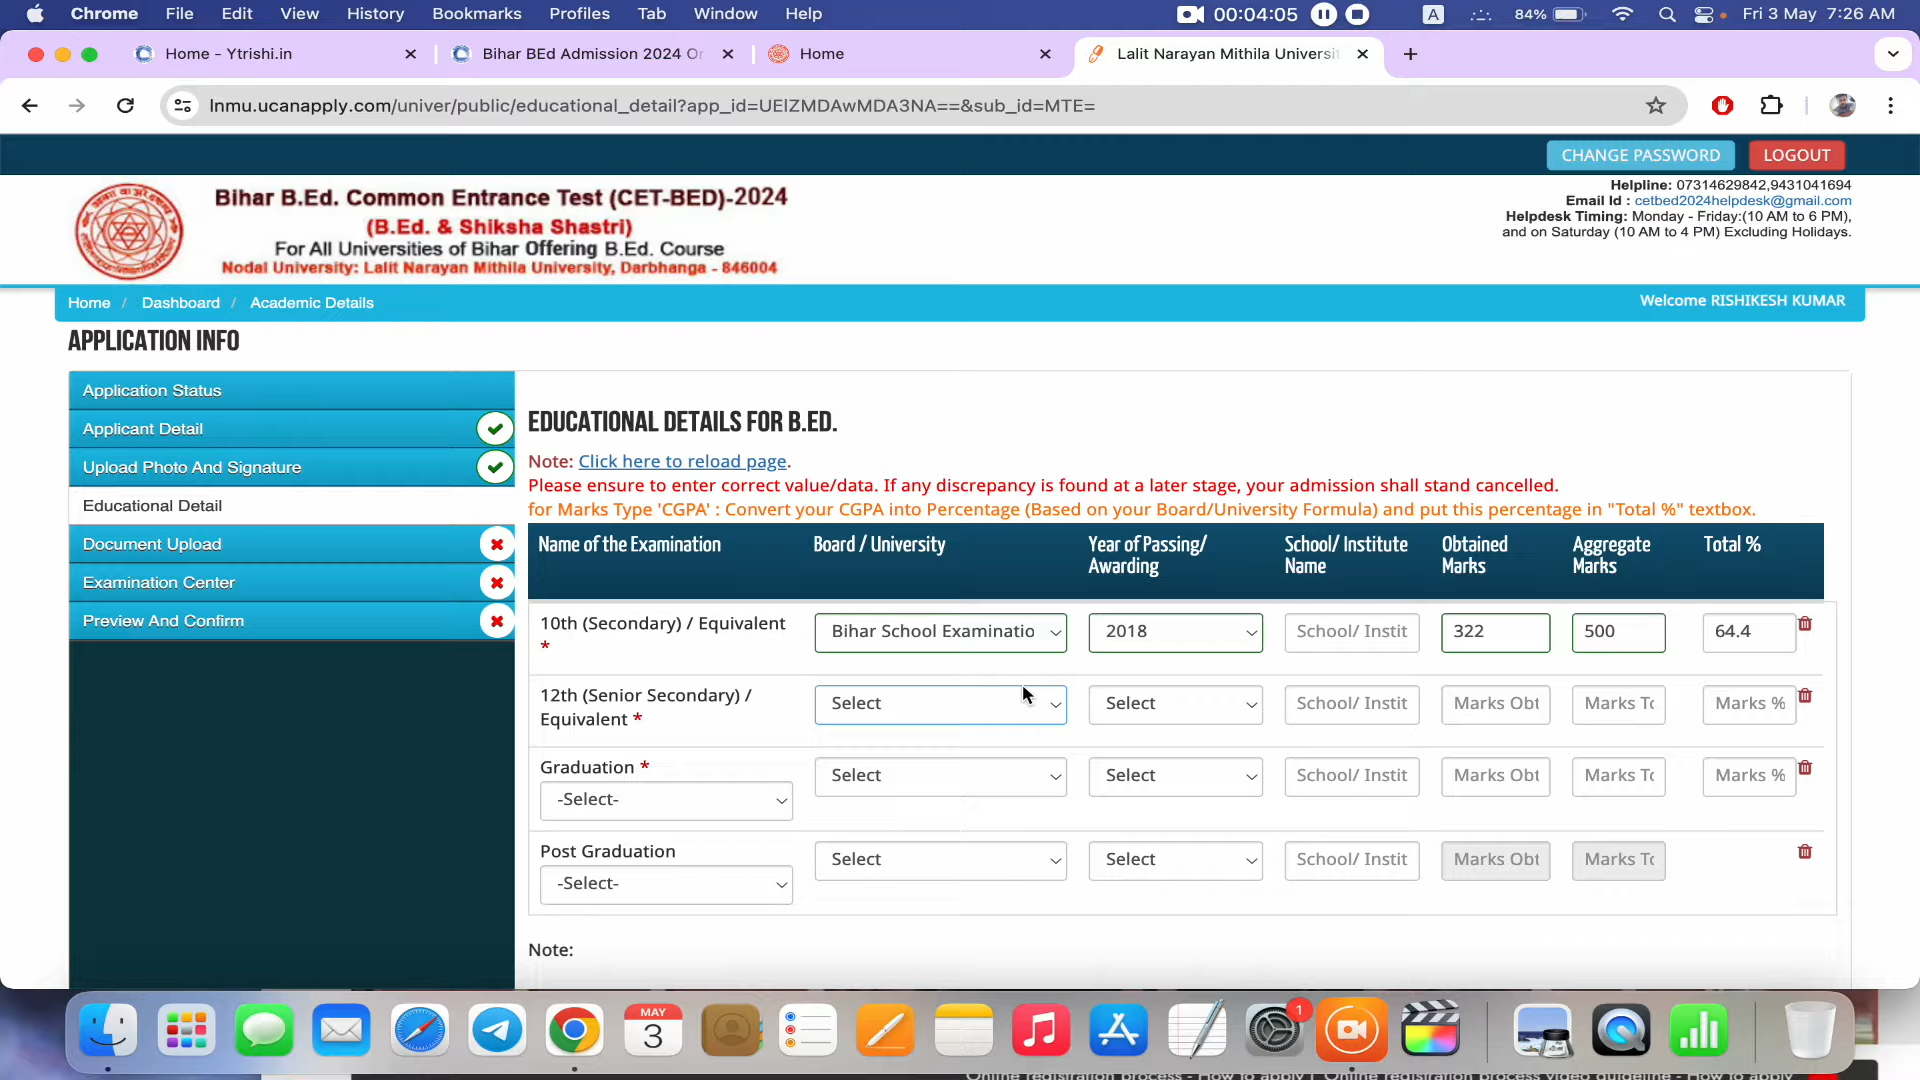 Chrome File Edit View History Bookmarks Profiles Tab Window Help 00:04:05 A 84% Fri 3 May 7:26 AM
Home - Ytrishi.in Bihar BEd Admission 2024 Or Home Lalit Narayan Mithila Universit
lnmu.ucanapply.com/univer/public/educational_detail?app_id=UElZMDAwMDA3NA==&sub_id=MTE=
CHANGE PASSWORD LOGOUT
Bihar B.Ed. Common Entrance Test (CET-BED)-2024
(B.Ed. & Shiksha Shastri)
For All Universities of Bihar Offering B.Ed. Course
Nodal University: Lalit Narayan Mithila University, Darbhanga - 846004
Helpline: 07314629842,9431041694
Email Id : cetbed2024helpdesk@gmail.com
Helpdesk Timing: Monday - Friday:(10 AM to 6 PM),
and on Saturday (10 AM to 4 PM) Excluding Holidays.
Home / Dashboard / Academic Details Welcome RISHIKESH KUMAR
APPLICATION INFO
Application Status
Applicant Detail
Upload Photo And Signature
Educational Detail
Document Upload
Examination Center
Preview And Confirm
EDUCATIONAL DETAILS FOR B.ED.
Note: Click here to reload page.
Please ensure to enter correct value/data. If any discrepancy is found at a later stage, your admission shall stand cancelled.
for Marks Type 'CGPA' : Convert your CGPA into Percentage (Based on your Board/University Formula) and put this percentage in "Total %" textbox.
Name of the Examination Board / University Year of Passing/ School/ Institute Obtained Aggregate Total %
Awarding Name Marks Marks
10th (Secondary) / Equivalent Bihar School Examinatio 2018 School/ Instit 322 500 64.4
*
12th (Senior Secondary) / Select Select School/ Instit Marks Obt Marks To Marks %
Equivalent *
Graduation * Select Select School/ Instit Marks Obt Marks To Marks %
-Select-
Post Graduation Select Select School/ Instit Marks Obt Marks To
-Select-
Note:
MAY
3
1